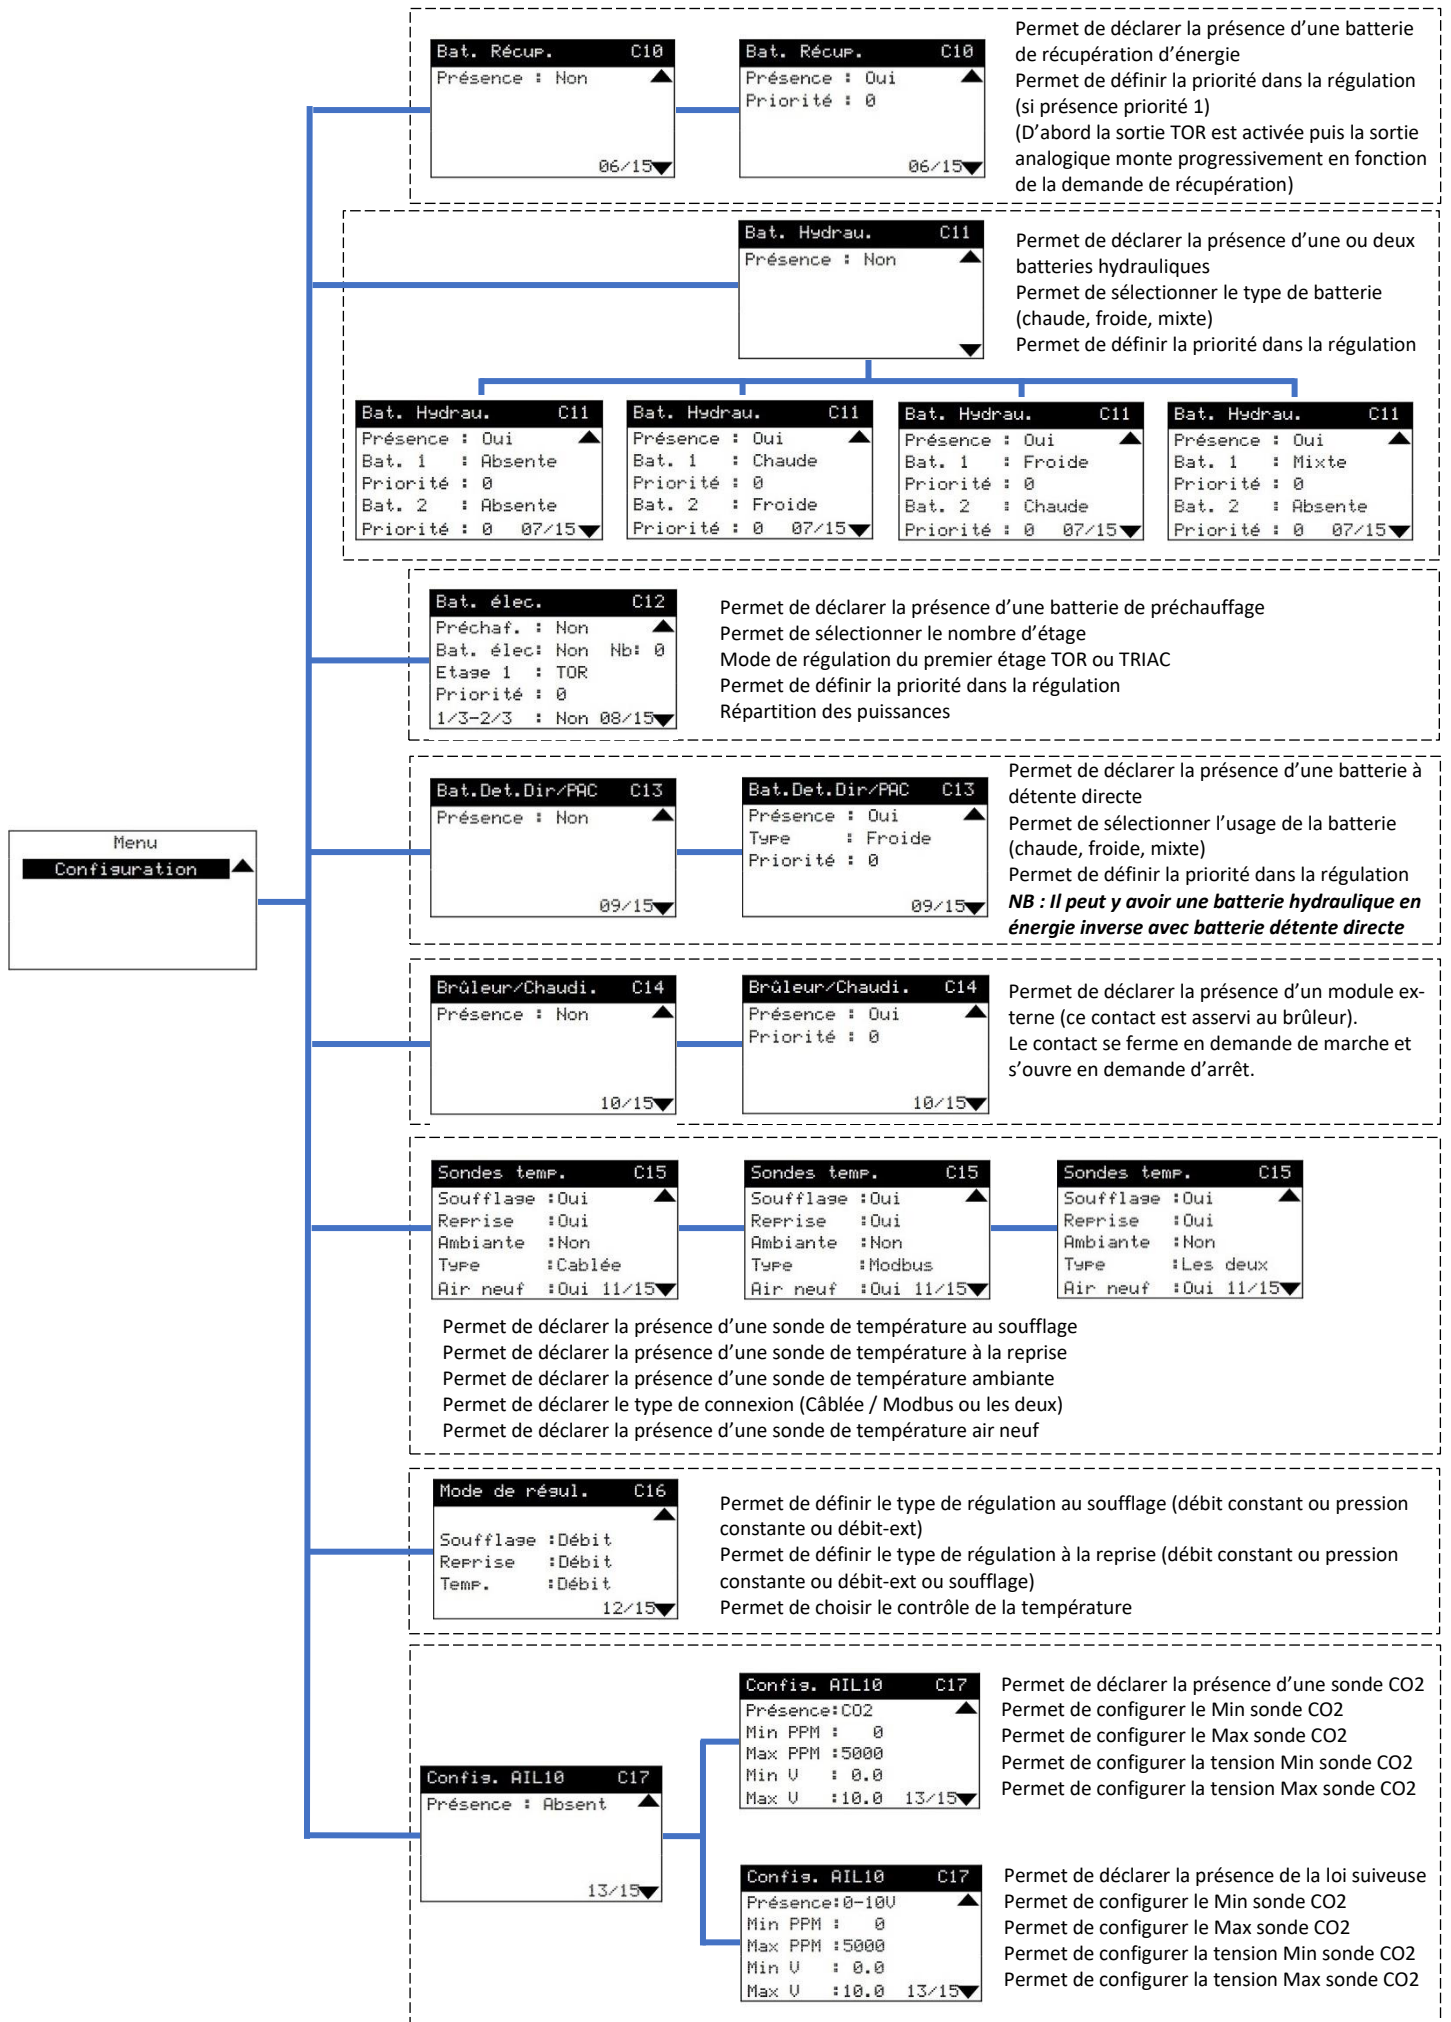 Menu
Configuration
Bat. Récup. C10
Présence : Non
06/15
Bat. Récup. C10
Présence : Oui
Priorité : 0
06/15
Permet de déclarer la présence d’une batterie
de récupération d’énergie
Permet de définir la priorité dans la régulation
(si présence priorité 1)
(D’abord la sortie TOR est activée puis la sortie
analogique monte progressivement en fonction
de la demande de récupération)
Bat. Hydrau. C11
Présence : Non
Permet de déclarer la présence d’une ou deux
batteries hydrauliques
Permet de sélectionner le type de batterie
(chaude, froide, mixte)
Permet de définir la priorité dans la régulation
Bat. Hydrau. C11
Présence : Oui
Bat. 1 : Absente
Priorité : 0
Bat. 2 : Absente
Priorité : 0 07/15
Bat. Hydrau. C11
Présence : Oui
Bat. 1 : Chaude
Priorité : 0
Bat. 2 : Froide
Priorité : 0 07/15
Bat. Hydrau. C11
Présence : Oui
Bat. 1 : Froide
Priorité : 0
Bat. 2 : Chaude
Priorité : 0 07/15
Bat. Hydrau. C11
Présence : Oui
Bat. 1 : Mixte
Priorité : 0
Bat. 2 : Absente
Priorité : 0 07/15
Bat. élec. C12
Préchaf. : Non
Bat. élec: Non Nb: 0
Etage 1 : TOR
Priorité : 0
1/3-2/3 : Non 08/15
Permet de déclarer la présence d’une batterie de préchauffage
Permet de sélectionner le nombre d’étage
Mode de régulation du premier étage TOR ou TRIAC
Permet de définir la priorité dans la régulation
Répartition des puissances
Bat.Det.Dir/PAC C13
Présence : Non
09/15
Bat.Det.Dir/PAC C13
Présence : Oui
Type : Froide
Priorité : 0
09/15
Permet de déclarer la présence d’une batterie à
détente directe
Permet de sélectionner l’usage de la batterie
(chaude, froide, mixte)
Permet de définir la priorité dans la régulation
NB : Il peut y avoir une batterie hydraulique en
énergie inverse avec batterie détente directe
Brûleur/Chaudi. C14
Présence : Non
10/15
Brûleur/Chaudi. C14
Présence : Oui
Priorité : 0
10/15
Permet de déclarer la présence d’un module ex-
terne (ce contact est asservi au brûleur).
Le contact se ferme en demande de marche et
s’ouvre en demande d’arrêt.
Sondes temp. C15
Soufflage :Oui
Reprise :Oui
Ambiante :Non
Type :Cablée
Air neuf :Oui 11/15
Sondes temp. C15
Soufflage :Oui
Reprise :Oui
Ambiante :Non
Type :Modbus
Air neuf :Oui 11/15
Sondes temp. C15
Soufflage :Oui
Reprise :Oui
Ambiante :Non
Type :Les deux
Air neuf :Oui 11/15
Permet de déclarer la présence d’une sonde de température au soufflage
Permet de déclarer la présence d’une sonde de température à la reprise
Permet de déclarer la présence d’une sonde de température ambiante
Permet de déclarer le type de connexion (Câblée / Modbus ou les deux)
Permet de déclarer la présence d’une sonde de température air neuf
Mode de régul. C16
Soufflage :Débit
Reprise :Débit
Temp. :Débit
12/15
Permet de définir le type de régulation au soufflage (débit constant ou pression
constante ou débit-ext)
Permet de définir le type de régulation à la reprise (débit constant ou pression
constante ou débit-ext ou soufflage)
Permet de choisir le contrôle de la température
Config. AIL10 C17
Présence : Absent
13/15
Config. AIL10 C17
Présence:CO2
Min PPM : 0
Max PPM :5000
Min V : 0.0
Max V :10.0 13/15
Permet de déclarer la présence d’une sonde CO2
Permet de configurer le Min sonde CO2
Permet de configurer le Max sonde CO2
Permet de configurer la tension Min sonde CO2
Permet de configurer la tension Max sonde CO2
Config. AIL10 C17
Présence:0-10V
Min PPM : 0
Max PPM :5000
Min V : 0.0
Max V :10.0 13/15
Permet de déclarer la présence de la loi suiveuse
Permet de configurer le Min sonde CO2
Permet de configurer le Max sonde CO2
Permet de configurer la tension Min sonde CO2
Permet de configurer la tension Max sonde CO2